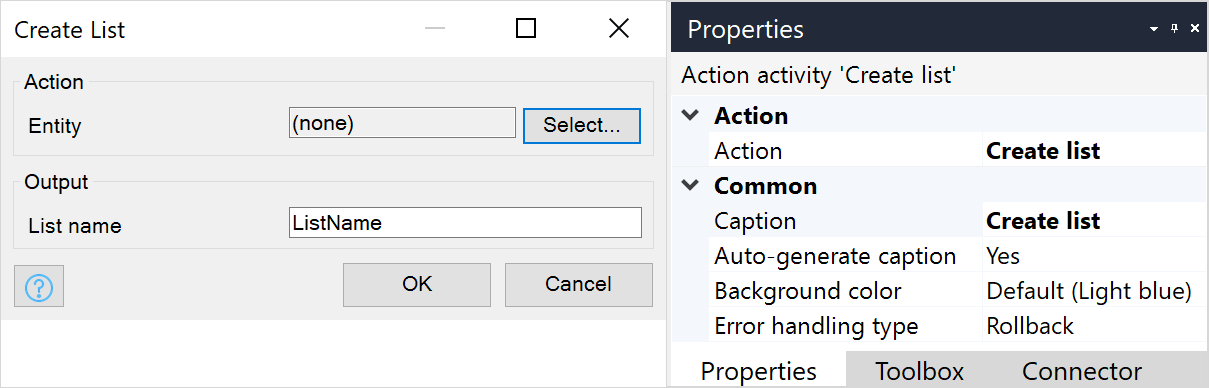 Create List
Action
Entity
(none)
Select...
Output
List name
ListName
OK
Cancel
Properties
Action activity 'Create list'
Action
Action Create list
Common
Caption Create list
Auto-generate caption Yes
Background color Default (Light blue)
Error handling type Rollback
Properties Toolbox Connector